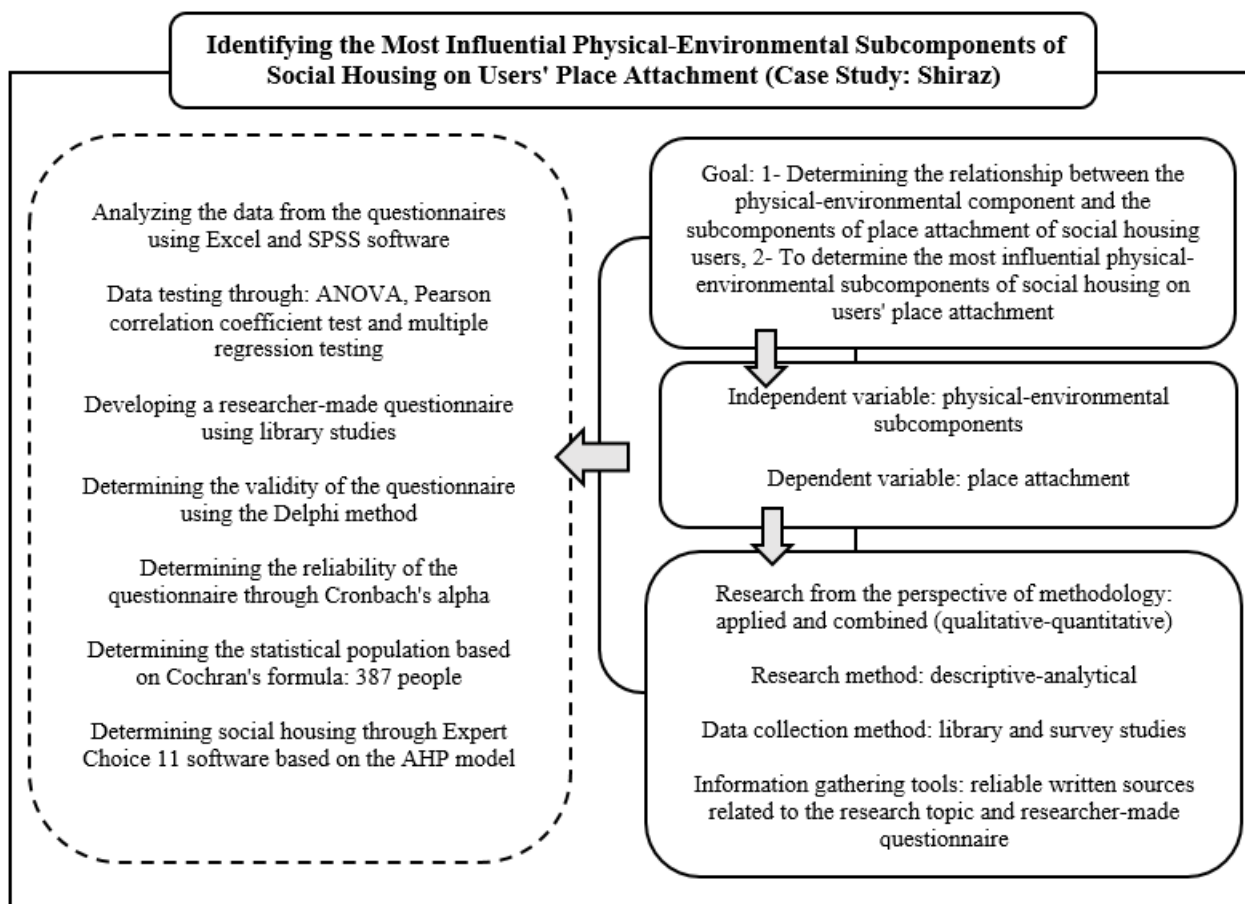 Identifying the Most Influential Physical-Environmental Subcomponents of
Social Housing on Users' Place Attachment (Case Study: Shiraz)
Goal: 1- Determining the relationship between the
physical-environmental component and the
subcomponents of place attachment of social housing
users, 2- To determine the most influential physical-
environmental subcomponents of social housing on
users' place attachment
Independent variable: physical-environmental
subcomponents
Dependent variable: place attachment
Research from the perspective of methodology:
applied and combined (qualitative-quantitative)
Research method: descriptive-analytical
Data collection method: library and survey studies
Information gathering tools: reliable written sources
related to the research topic and researcher-made
questionnaire
Analyzing the data from the questionnaires
using Excel and SPSS software
Data testing through: ANOVA, Pearson
correlation coefficient test and multiple
regression testing
Developing a researcher-made questionnaire
using library studies
Determining the validity of the questionnaire
using the Delphi method
Determining the reliability of the
questionnaire through Cronbach's alpha
Determining the statistical population based
on Cochran's formula: 387 people
Determining social housing through Expert
Choice 11 software based on the AHP model